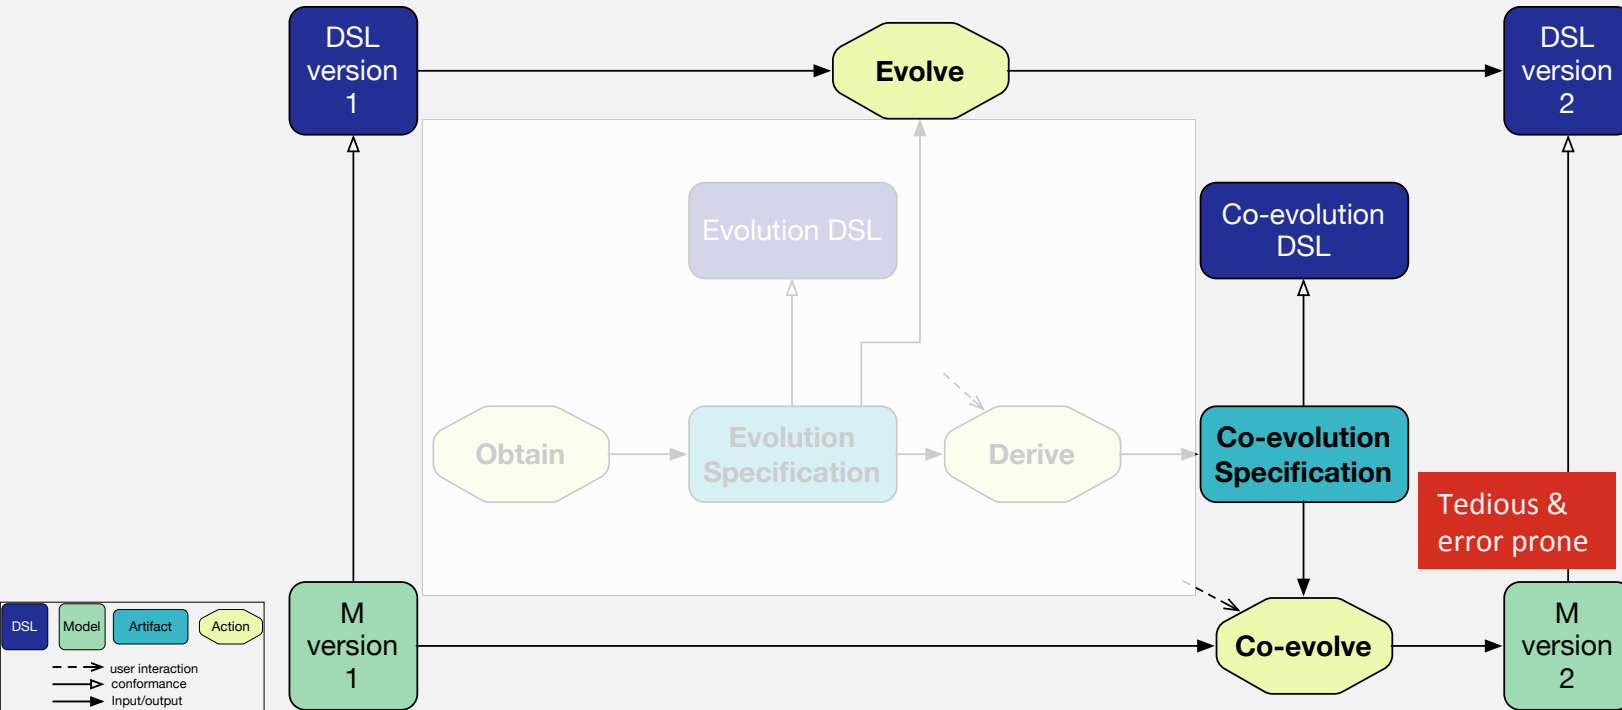 DSL
version
1
Evolve
DSL
version
2
Evolution DSL
Co-evolution
DSL
Obtain
Evolution
Specification
Derive
Co-evolution
Specification
Tedious &
error prone
M
version
1
Co-evolve
M
version
2
DSL
Model
Artifact
Action
user interaction
conformance
Input/output